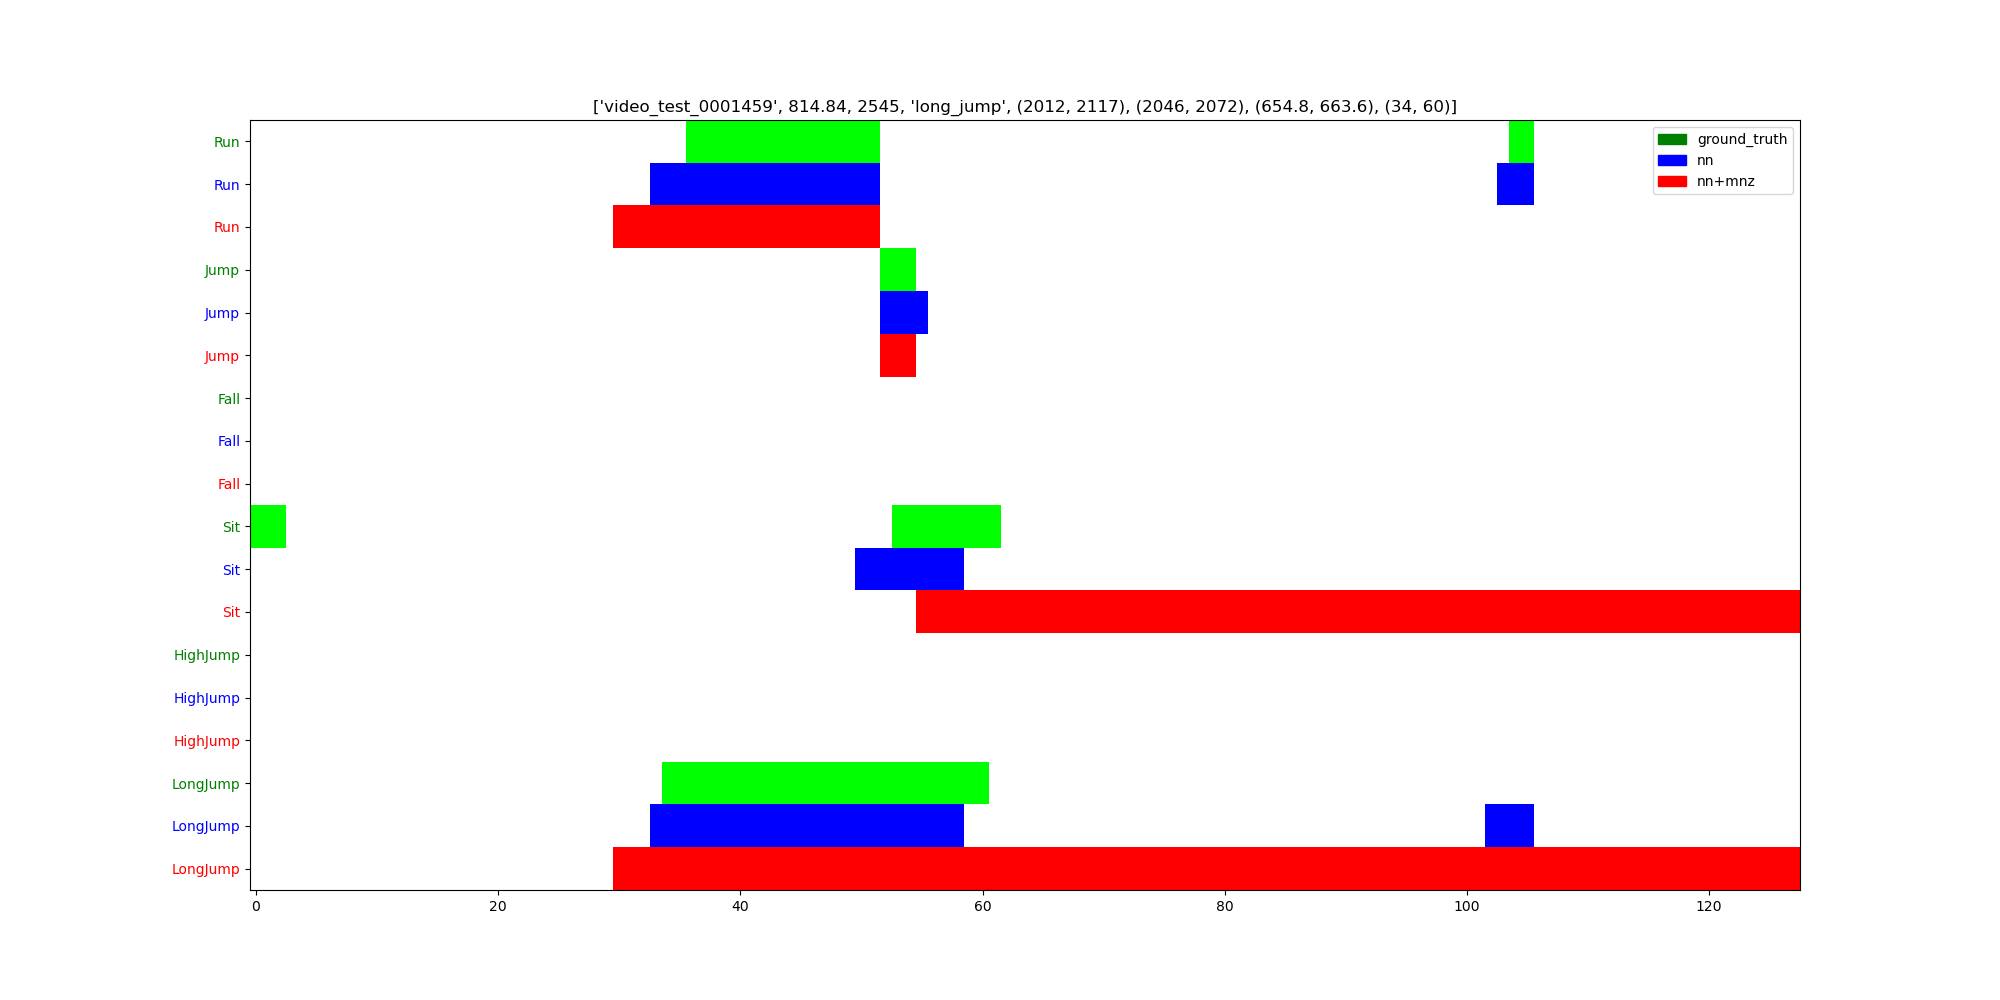 ['video_test_0001459', 814.84, 2545, 'long_jump', (2012, 2117), (2046, 2072), (654.8, 663.6), (34, 60)]
ground_truth
nn
nn+mnz
Run
Run
Run
Jump
Jump
Jump
Fall
Fall
Fall
Sit
Sit
Sit
HighJump
HighJump
HighJump
LongJump
LongJump
LongJump
0 20 40 60 80 100 120